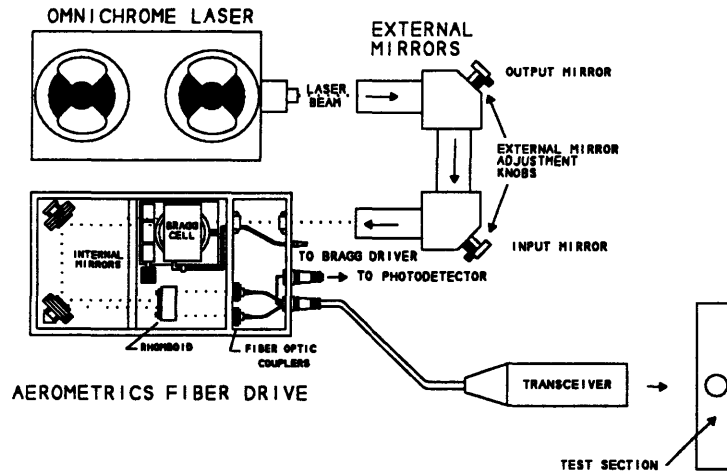 OMNICHROME LASER
EXTERNAL
MIRRORS
OUTPUT MIRROR
LASER
BEAM
EXTERNAL MIRROR
ADJUSTMENT
KNOBS
INPUT MIRROR
BRAGG
CELL
INTERNAL
MIRRORS
TO BRAGG DRIVER
TO PHOTODETECTOR
RHOMBOID
FIBER OPTIC
COUPLERS
AEROMETRICS FIBER DRIVE
TRANSCEIVER
TEST SECTION